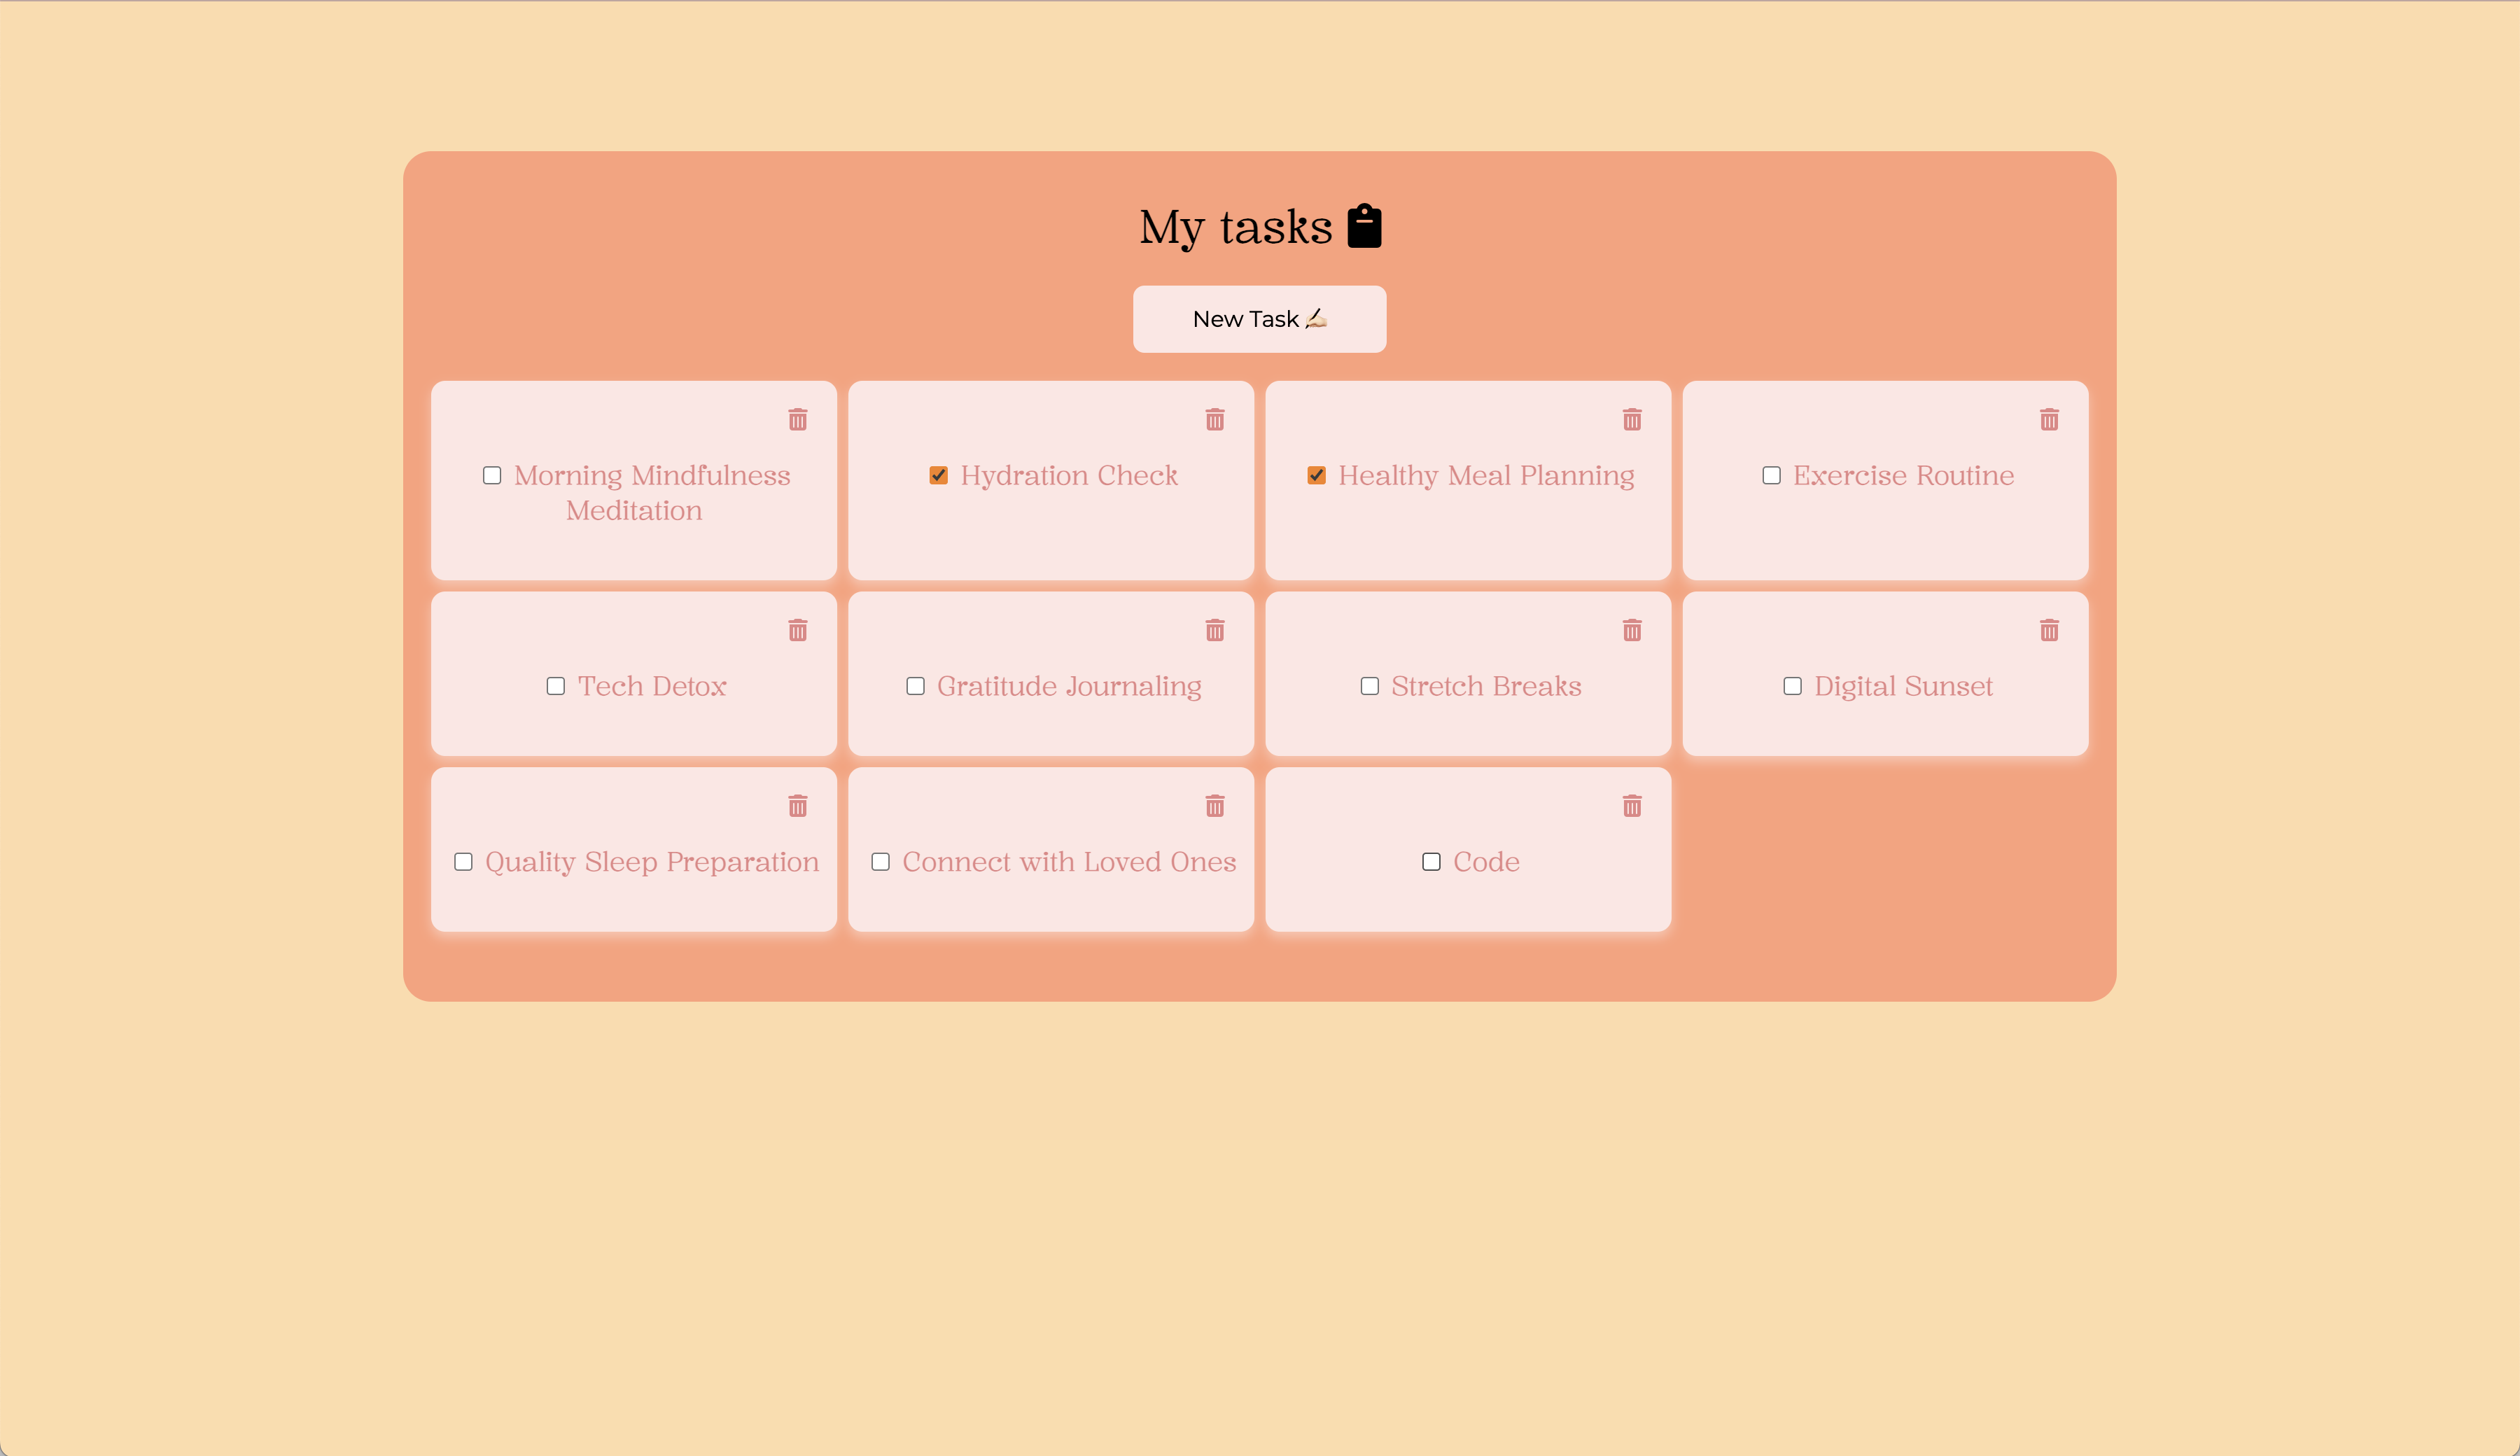 My tasks
New Task ✍🏻
Morning Mindfulness
Meditation
Hydration Check
Healthy Meal Planning
Exercise Routine
Tech Detox
Gratitude Journaling
Stretch Breaks
Digital Sunset
Quality Sleep Preparation
Connect with Loved Ones
Code